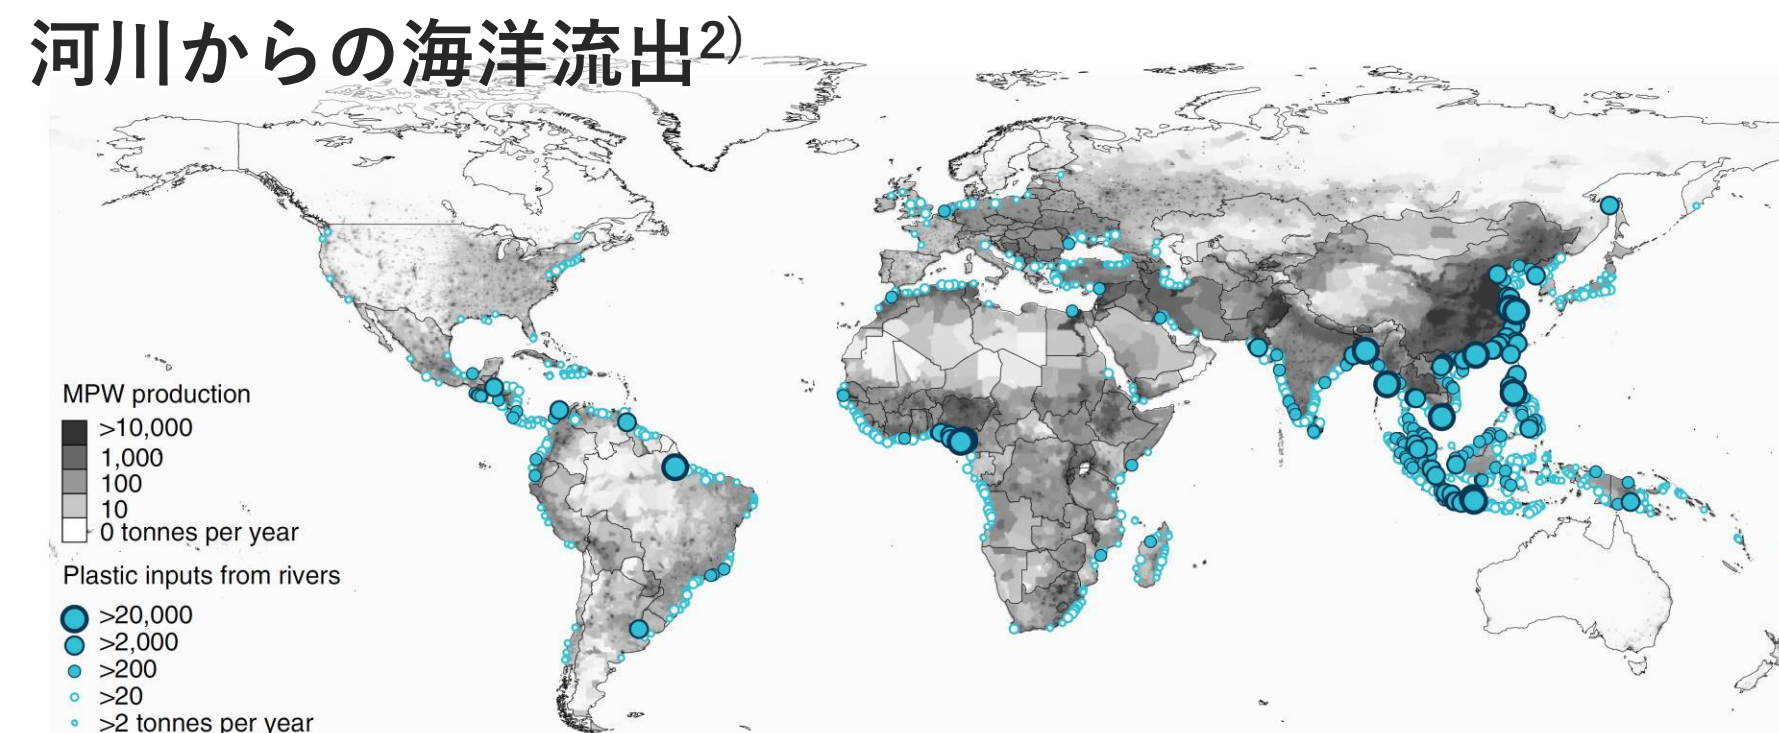 河川からの海洋流出2)
MPW production
>10,000
1,000
100
10
0 tonnes per year
Plastic inputs from rivers
>20,000
>2,000
>200
>20
>2 tonnes per year